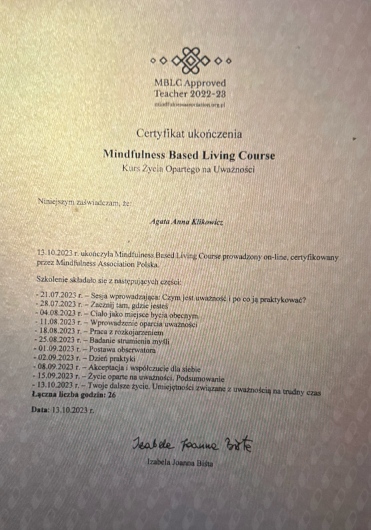 MBLC Approved
Teacher 2022-23
Certyfikat ukończenia
Mindfulness Based Living Course
Kurs Życia Opartego na Uważności
Niniejszym zaświadczam, że:
Agata Anna Klikowicz
13.10.2023 r. ukończyła Mindfulness Based Living Course prowadzony on-line, certyfikowany
przez Mindfulness Association Polska.
Szkolenie składało się z następujących części:
- 21.07.2023 r. – Sesja wprowadzająca: Czym jest uważność i po co ją praktykować?
- 28.07.2023 r. – Zacznij tam, gdzie jesteś
- 04.08.2023 r. – Ciało jako miejsce bycia obecnym
- 11.08.2023 r. – Wprowadzenie oparcia uważności
- 18.08.2023 r. – Praca z rozkojarzeniem
- 25.08.2023 r. – Badanie strumienia myśli
- 01.09.2023 r. – Postawa obserwatora
- 02.09.2023 r. – Dzień praktyki
- 08.09.2023 r. – Akceptacja i współczucie dla siebie
- 15.09.2023 r. – Życie oparte na uważności. Podsumowanie
- 13.10.2023 r. – Twoje dalsze życie. Umiejętności związane z uważnością na trudny czas
Łączna liczba godzin: 26
Data: 13.10.2023 r.
Izabela Joanna Bišta